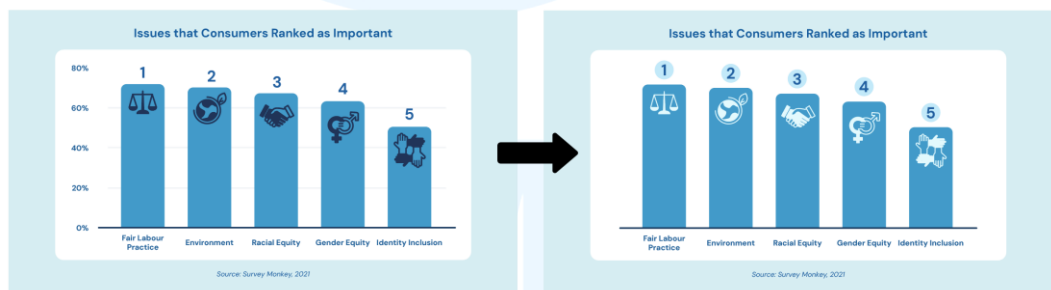 Issues that Consumers Ranked as Important
80%
60%
40%
20%
0%
1
2
3
4
5
Fair Labour
Practice
Environment
Racial Equity
Gender Equity
Identity Inclusion
Source: Survey Monkey, 2021
Issues that Consumers Ranked as Important
1
2
3
4
5
Fair Labour
Practice
Environment
Racial Equity
Gender Equity
Identity Inclusion
Source: Survey Monkey, 2021